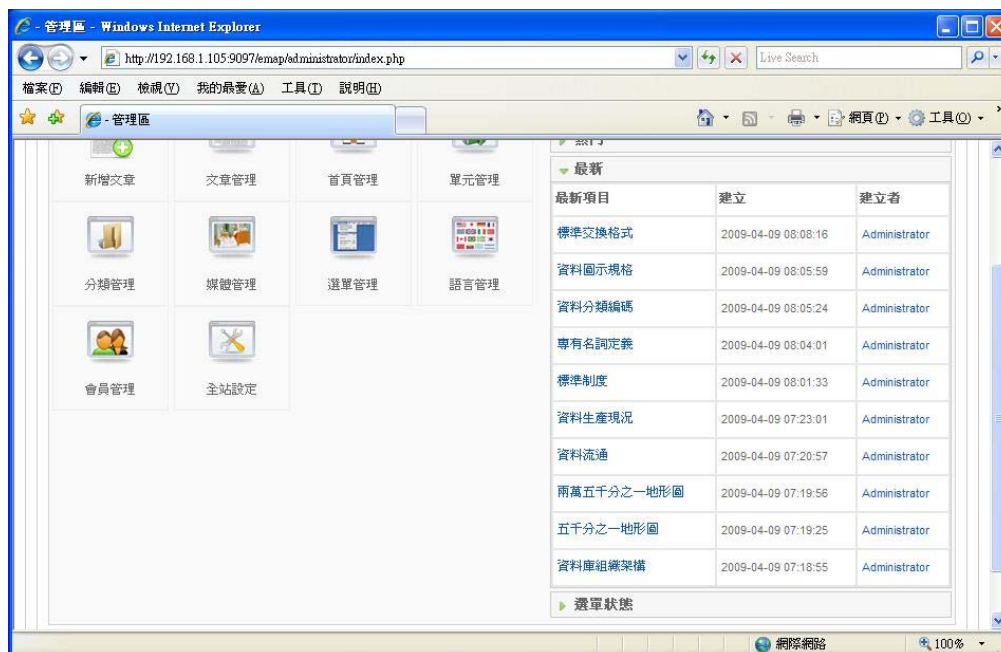 - 管理區 - Windows Internet Explorer
http://192.168.1.105:9097/emap/administrator/index.php
Live Search
檔案(F) 編輯(E) 檢視(V) 我的最愛(A) 工具(T) 說明(H)
- 管理區
網頁(P) 工具(O)
熱門
新增文章 文章管理 首頁管理 單元管理
最新
最新項目 建立 建立者
標準交換格式 2009-04-09 08:08:16 Administrator
資料圖示規格 2009-04-09 08:05:59 Administrator
分類管理 媒體管理 選單管理 語言管理
資料分類編碼 2009-04-09 08:05:24 Administrator
專有名詞定義 2009-04-09 08:04:01 Administrator
會員管理 全站設定
標準制度 2009-04-09 08:01:33 Administrator
資料生產現況 2009-04-09 07:23:01 Administrator
資料流通 2009-04-09 07:20:57 Administrator
兩萬五千分之一地形圖 2009-04-09 07:19:56 Administrator
五千分之一地形圖 2009-04-09 07:19:25 Administrator
資料庫組織架構 2009-04-09 07:18:55 Administrator
選單狀態
網際網路 100%